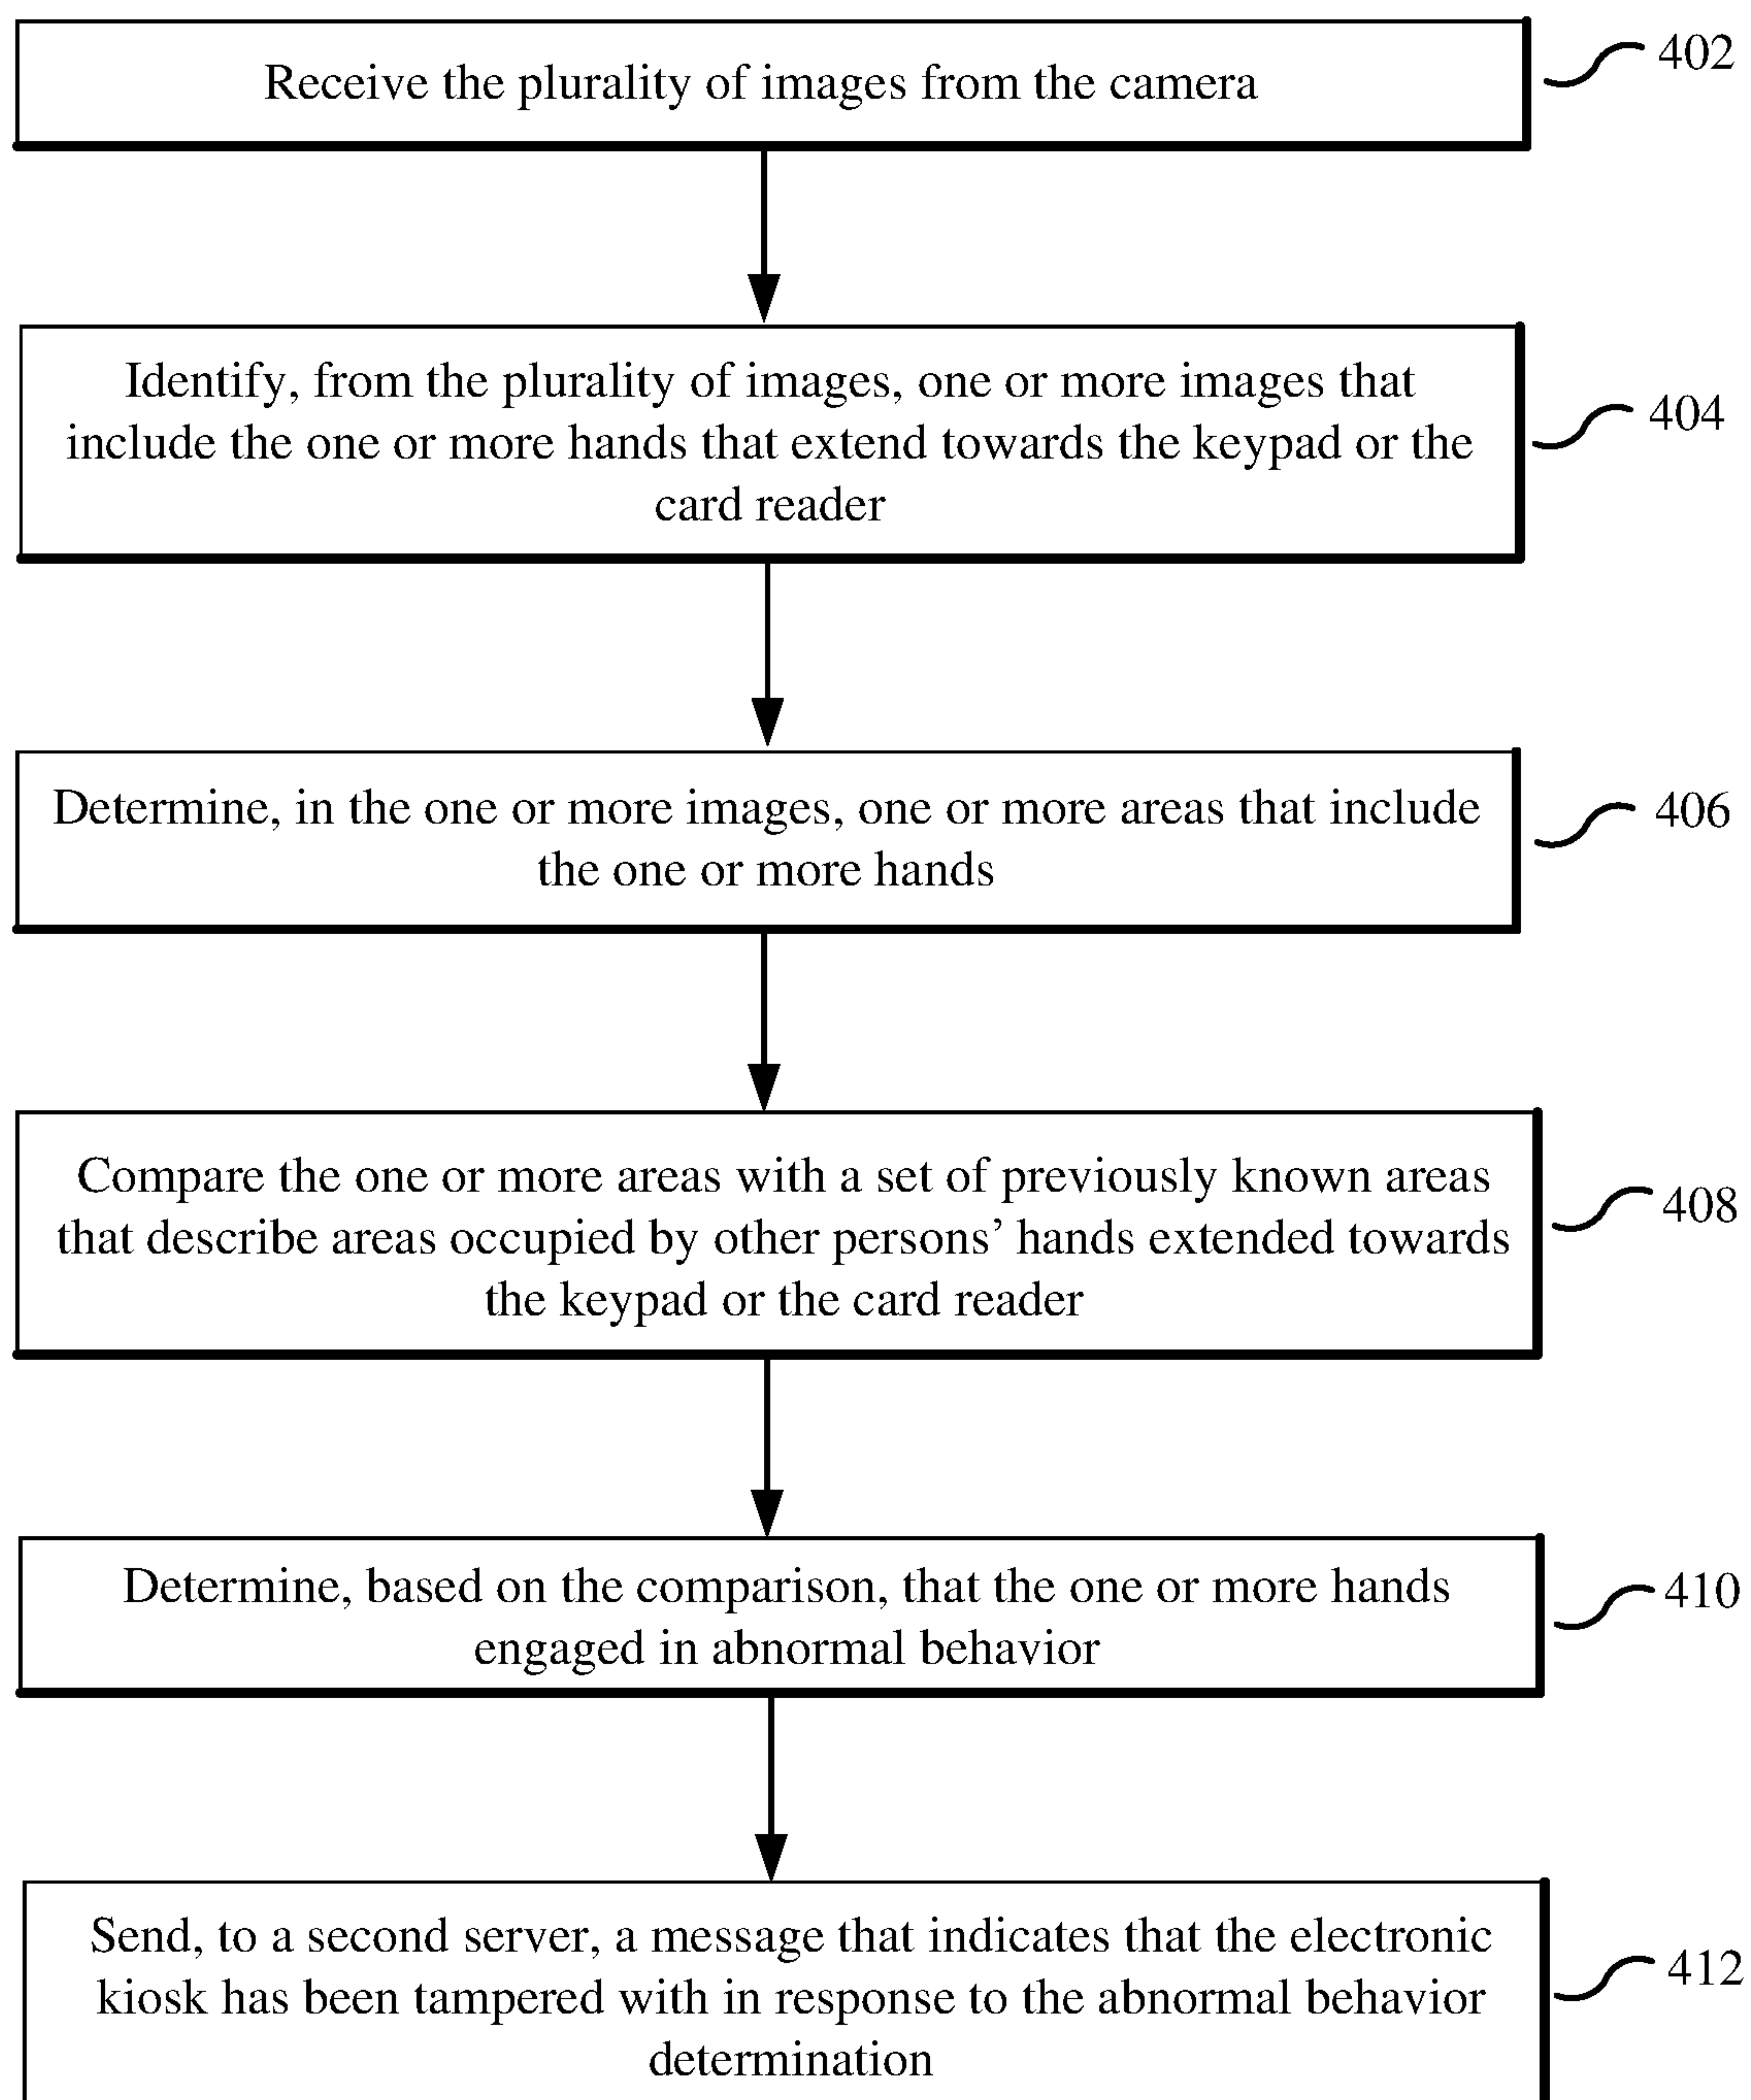 Receive the plurality of images from the camera
402
Identify, from the plurality of images, one or more images that
include the one or more hands that extend towards the keypad or the
card reader
404
Determine, in the one or more images, one or more areas that include
the one or more hands
406
Compare the one or more areas with a set of previously known areas
that describe areas occupied by other persons’ hands extended towards
the keypad or the card reader
408
Determine, based on the comparison, that the one or more hands
engaged in abnormal behavior
410
Send, to a second server, a message that indicates that the electronic
kiosk has been tampered with in response to the abnormal behavior
determination
412